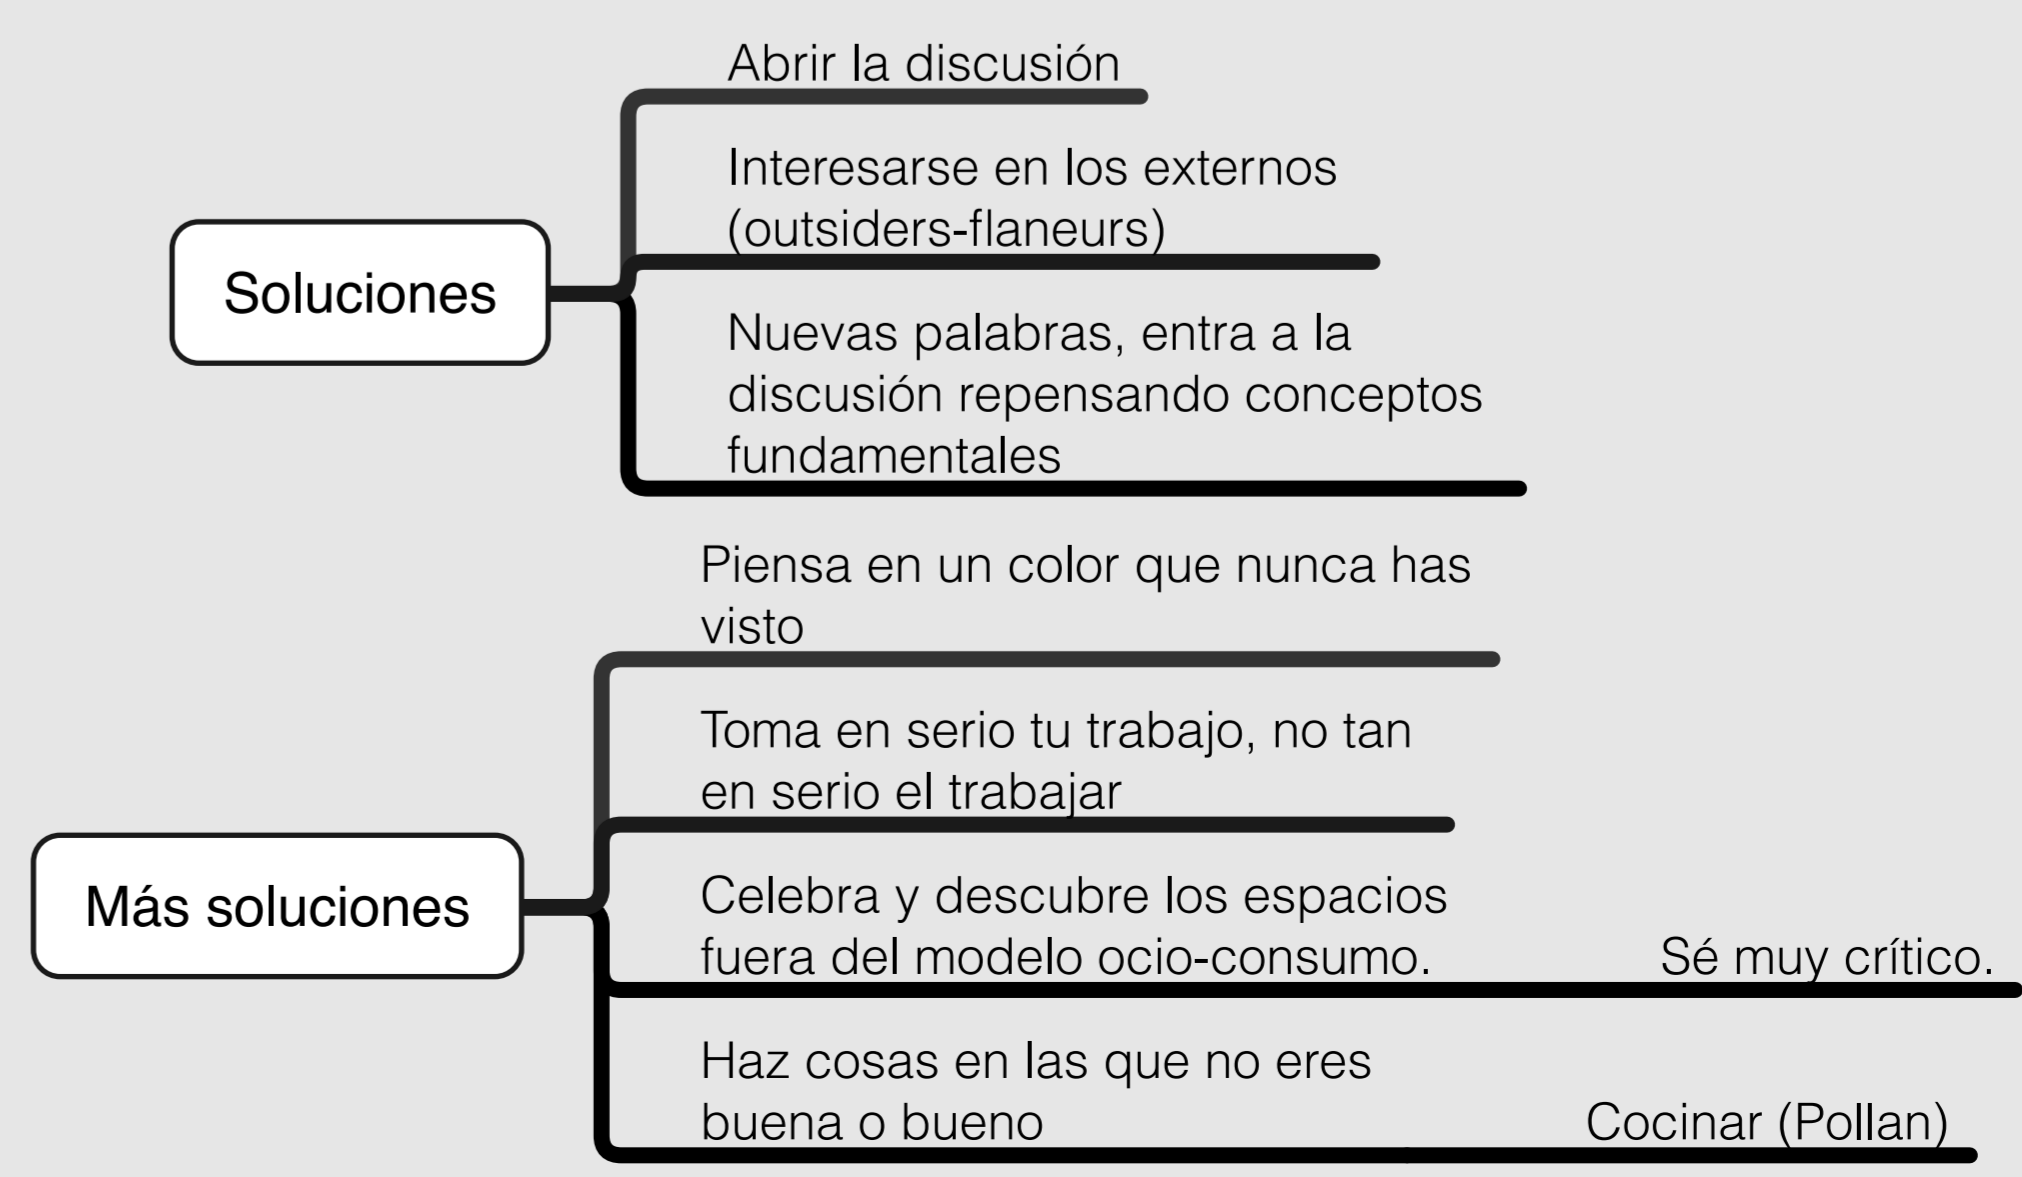 Soluciones
Abrir la discusión
Interesarse en los externos
(outsiders-flaneurs)
Nuevas palabras, entra a la
discusión repensando conceptos
fundamentales
Más soluciones
Piensa en un color que nunca has
visto
Toma en serio tu trabajo, no tan
en serio el trabajar
Celebra y descubre los espacios
fuera del modelo ocio-consumo.
Sé muy crítico.
Haz cosas en las que no eres
buena o bueno
Cocinar (Pollan)